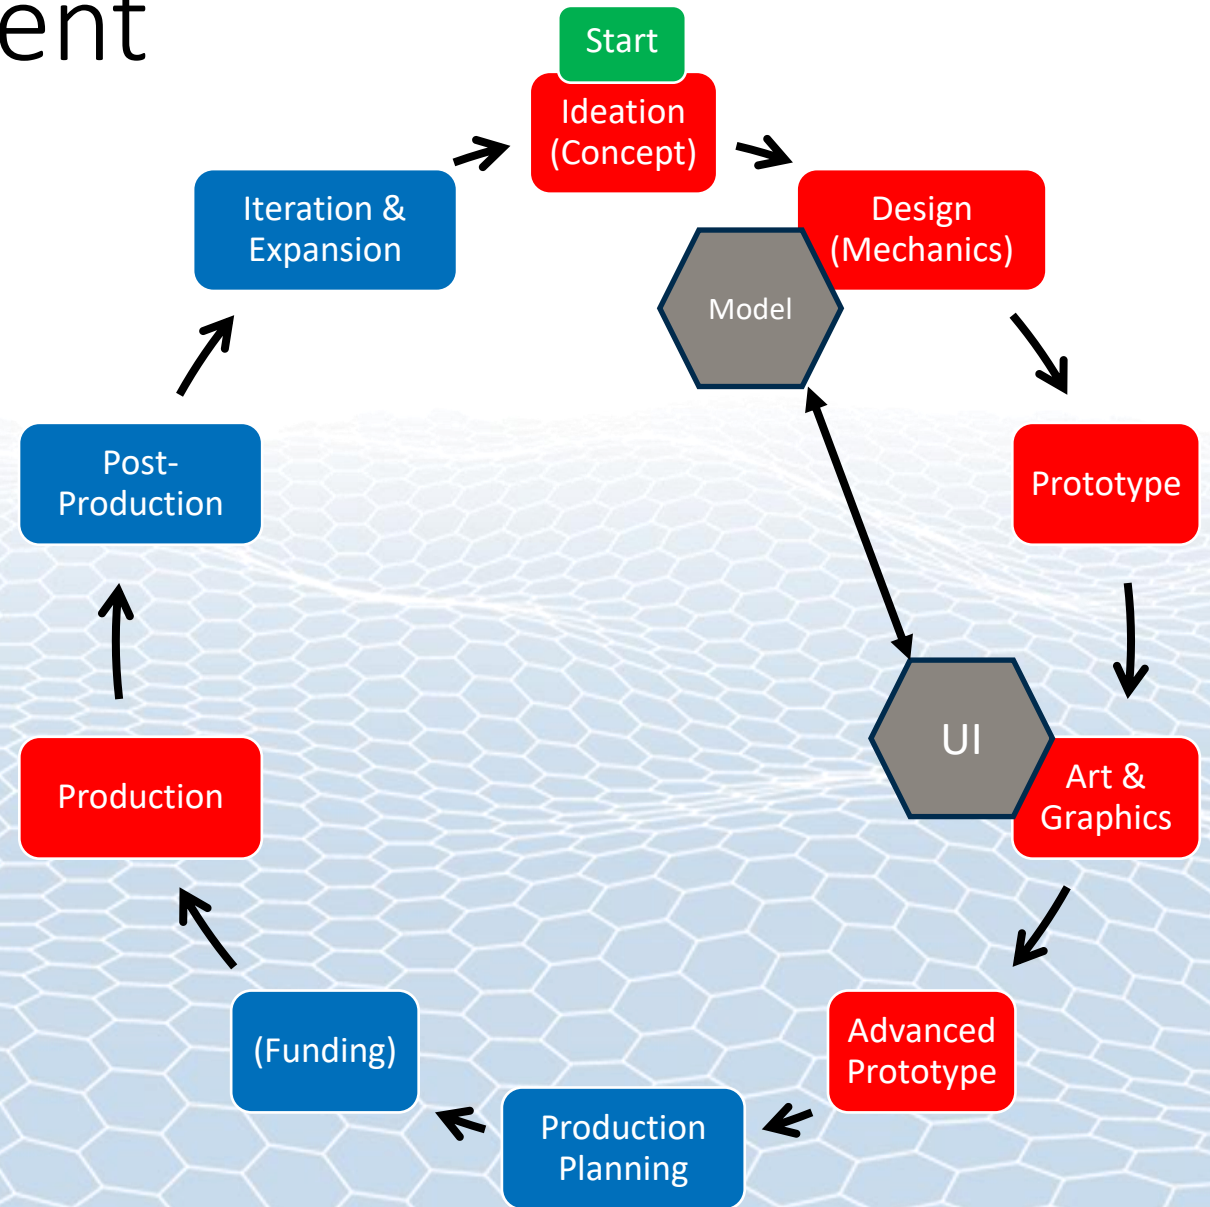 ent
Start
Ideation
(Concept)
Design
(Mechanics)
Model
Prototype
UI
Art &
Graphics
Advanced
Prototype
Production
Planning
(Funding)
Production
Post-
Production
Iteration &
Expansion